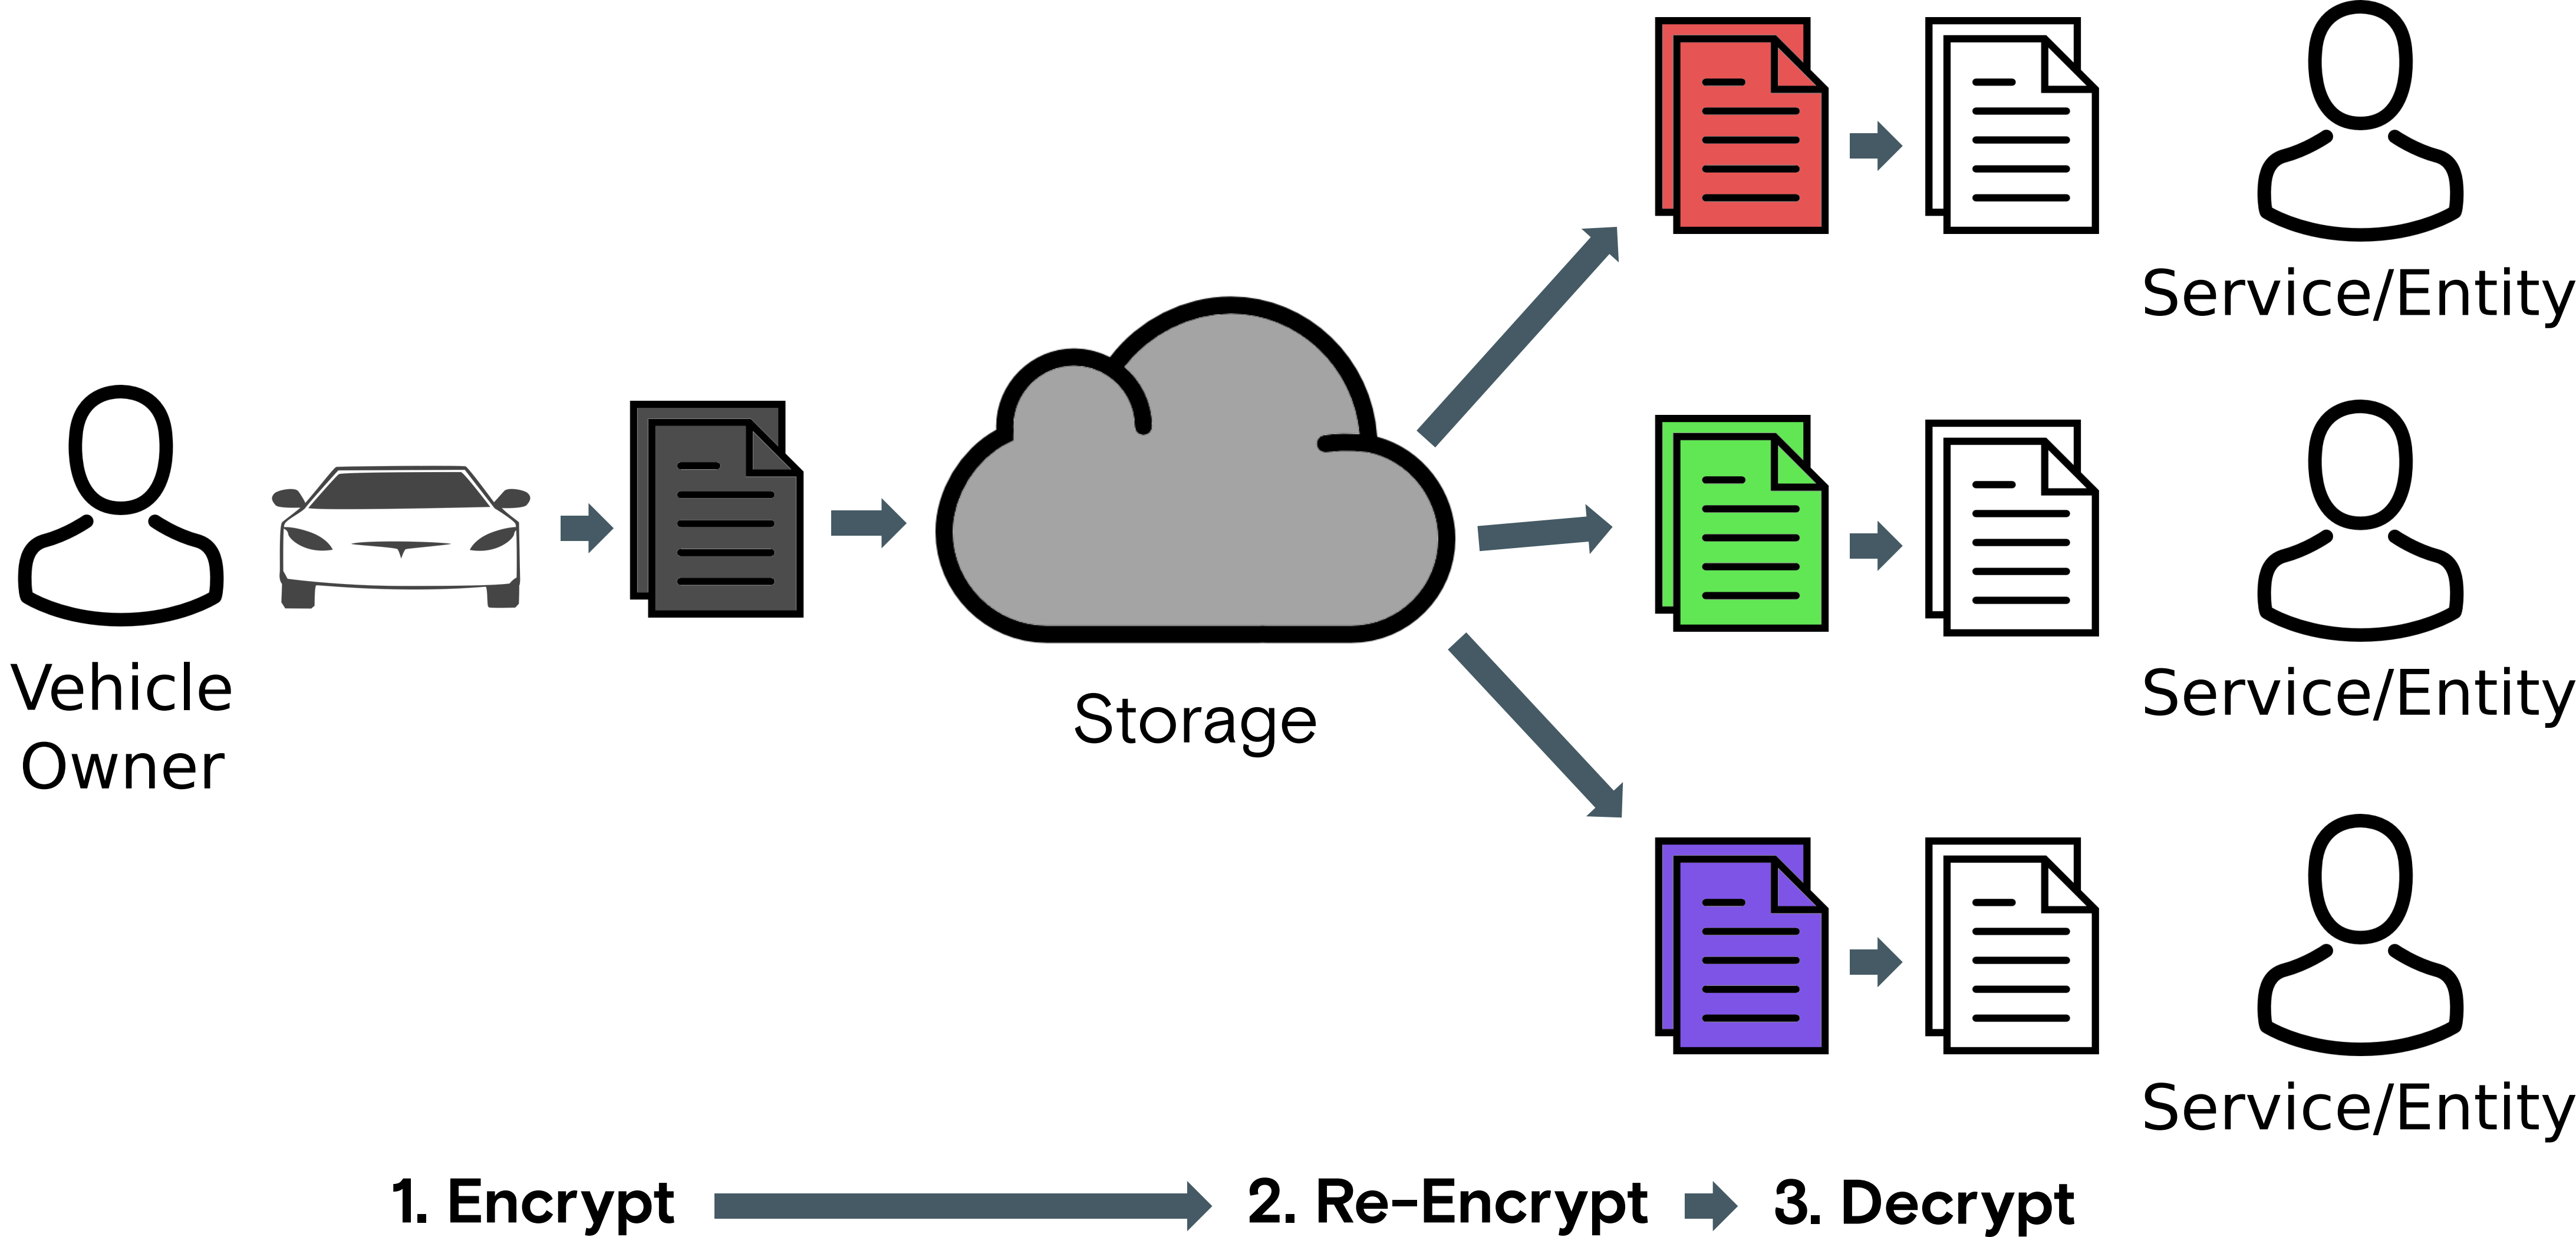 Service/Entity
Service/Entity
Vehicle
Owner
Storage
Service/Entity
1. Encrypt
2. Re-Encrypt
3. Decrypt